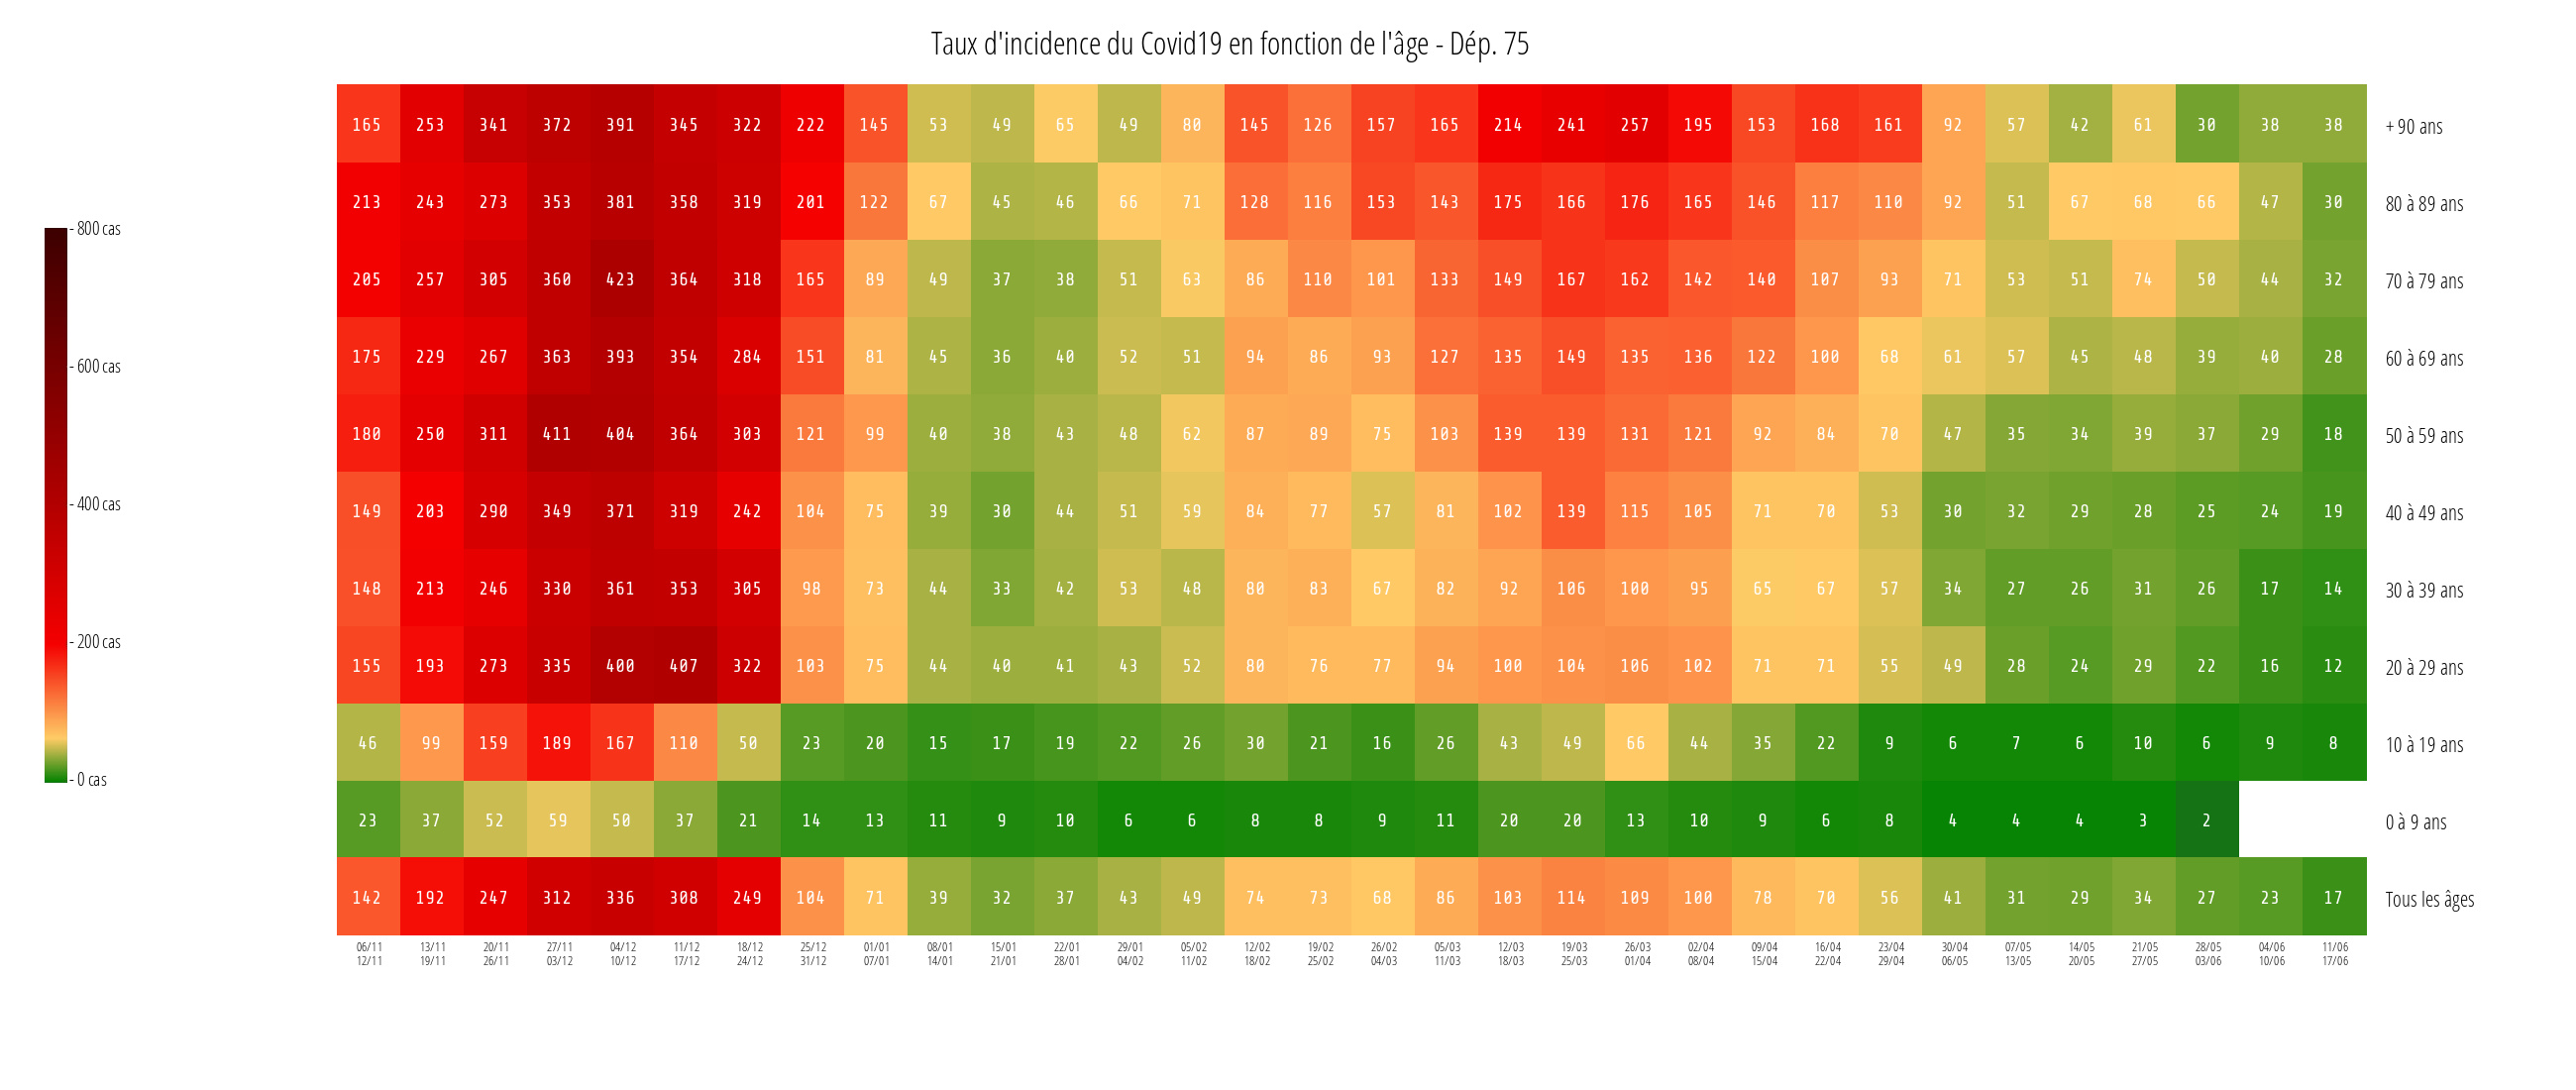 Taux d'incidence du Covid19 en fonction de l'âge - Dép. 75
- 800 cas
- 600 cas
- 400 cas
- 200 cas
- 0 cas
165 253 341 372 391 345 322 222 145 53 49 65 49 80 145 126 157 165 214 241 257 195 153 168 161 92 57 42 61 30 38 38 + 90 ans
213 243 273 353 381 358 319 201 122 67 45 46 66 71 128 116 153 143 175 166 176 165 146 117 110 92 51 67 68 66 47 30 80 à 89 ans
205 257 305 360 423 364 318 165 89 49 37 38 51 63 86 110 101 133 149 167 162 142 140 107 93 71 53 51 74 50 44 32 70 à 79 ans
175 229 267 363 393 354 284 151 81 45 36 40 52 51 94 86 93 127 135 149 135 136 122 100 68 61 57 45 48 39 40 28 60 à 69 ans
180 250 311 411 404 364 303 121 99 40 38 43 48 62 87 89 75 103 139 139 131 121 92 84 70 47 35 34 39 37 29 18 50 à 59 ans
149 203 290 349 371 319 242 104 75 39 30 44 51 59 84 77 57 81 102 139 115 105 71 70 53 30 32 29 28 25 24 19 40 à 49 ans
148 213 246 330 361 353 305 98 73 44 33 42 53 48 80 83 67 82 92 106 100 95 65 67 57 34 27 26 31 26 17 14 30 à 39 ans
155 193 273 335 400 407 322 103 75 44 40 41 43 52 80 76 77 94 100 104 106 102 71 71 55 49 28 24 29 22 16 12 20 à 29 ans
46 99 159 189 167 110 50 23 20 15 17 19 22 26 30 21 16 26 43 49 66 44 35 22 9 6 7 6 10 6 9 8 10 à 19 ans
23 37 52 59 50 37 21 14 13 11 9 10 6 6 8 8 9 11 20 20 13 10 9 6 8 4 4 4 3 2 0 à 9 ans
142 192 247 312 336 308 249 104 71 39 32 37 43 49 74 73 68 86 103 114 109 100 78 70 56 41 31 29 34 27 23 17 Tous les âges
06/11 13/11 20/11 27/11 04/12 11/12 18/12 25/12 01/01 08/01 15/01 22/01 29/01 05/02 12/02 19/02 26/02 05/03 12/03 19/03 26/03 02/04 09/04 16/04 23/04 30/04 07/05 14/05 21/05 28/05 04/06 11/06
12/11 19/11 26/11 03/12 10/12 17/12 24/12 31/12 07/01 14/01 21/01 28/01 04/02 11/02 18/02 25/02 04/03 11/03 18/03 25/03 01/04 08/04 15/04 22/04 29/04 06/05 13/05 20/05 27/05 03/06 10/06 17/06